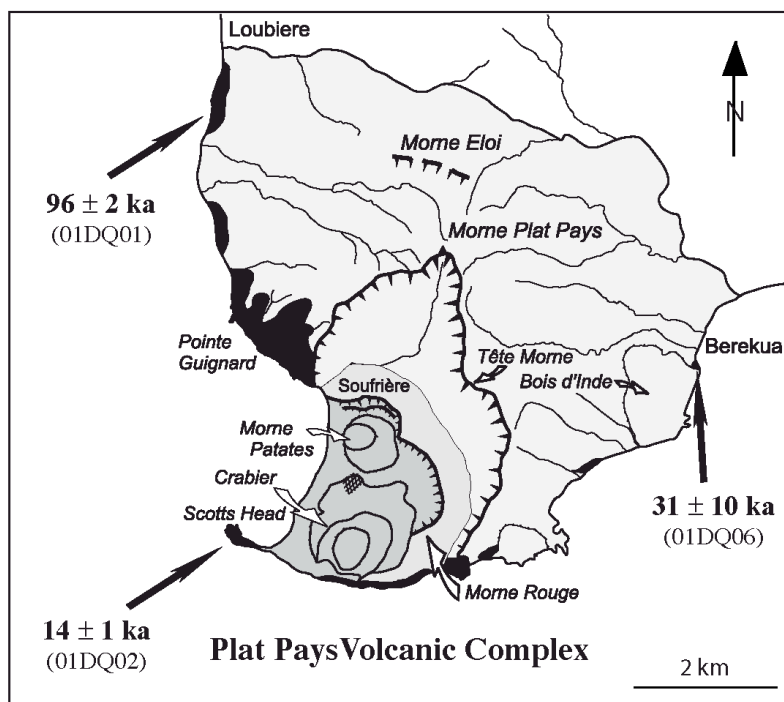 Loubiere
N
Morne Eloi
96 ± 2 ka
(01DQ01)
Morne Plat Pays
Pointe
Guignard
Tête Morne
Berekua
Bois d'Inde
Soufrière
Morne
Patates
Crabier
Scotts Head
31 ± 10 ka
(01DQ06)
Morne Rouge
14 ± 1 ka
(01DQ02)
Plat PaysVolcanic Complex
2 km